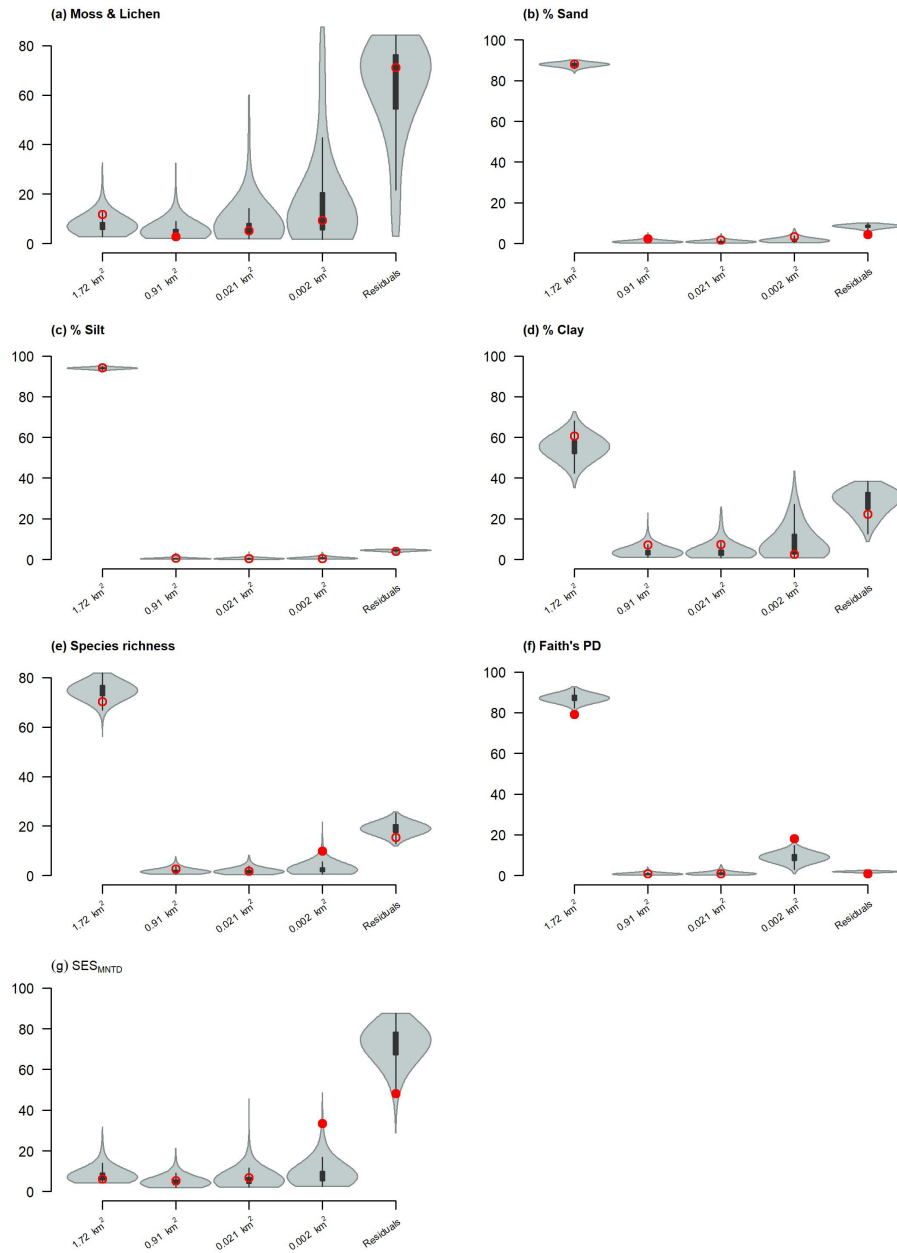 (a) Moss & Lichen
80
60
40
20
0
1.72 km²
0.91 km²
0.021 km²
0.002 km²
Residuals
(b) % Sand
100
80
60
40
20
0
1.72 km²
0.91 km²
0.021 km²
0.002 km²
Residuals
(c) % Silt
100
80
60
40
20
0
1.72 km²
0.91 km²
0.021 km²
0.002 km²
Residuals
(d) % Clay
100
80
60
40
20
0
1.72 km²
0.91 km²
0.021 km²
0.002 km²
Residuals
(e) Species richness
80
60
40
20
0
1.72 km²
0.91 km²
0.021 km²
0.002 km²
Residuals
(f) Faith's PD
100
80
60
40
20
0
1.72 km²
0.91 km²
0.021 km²
0.002 km²
Residuals
(g) SES_MNTD
100
80
60
40
20
0
1.72 km²
0.91 km²
0.021 km²
0.002 km²
Residuals